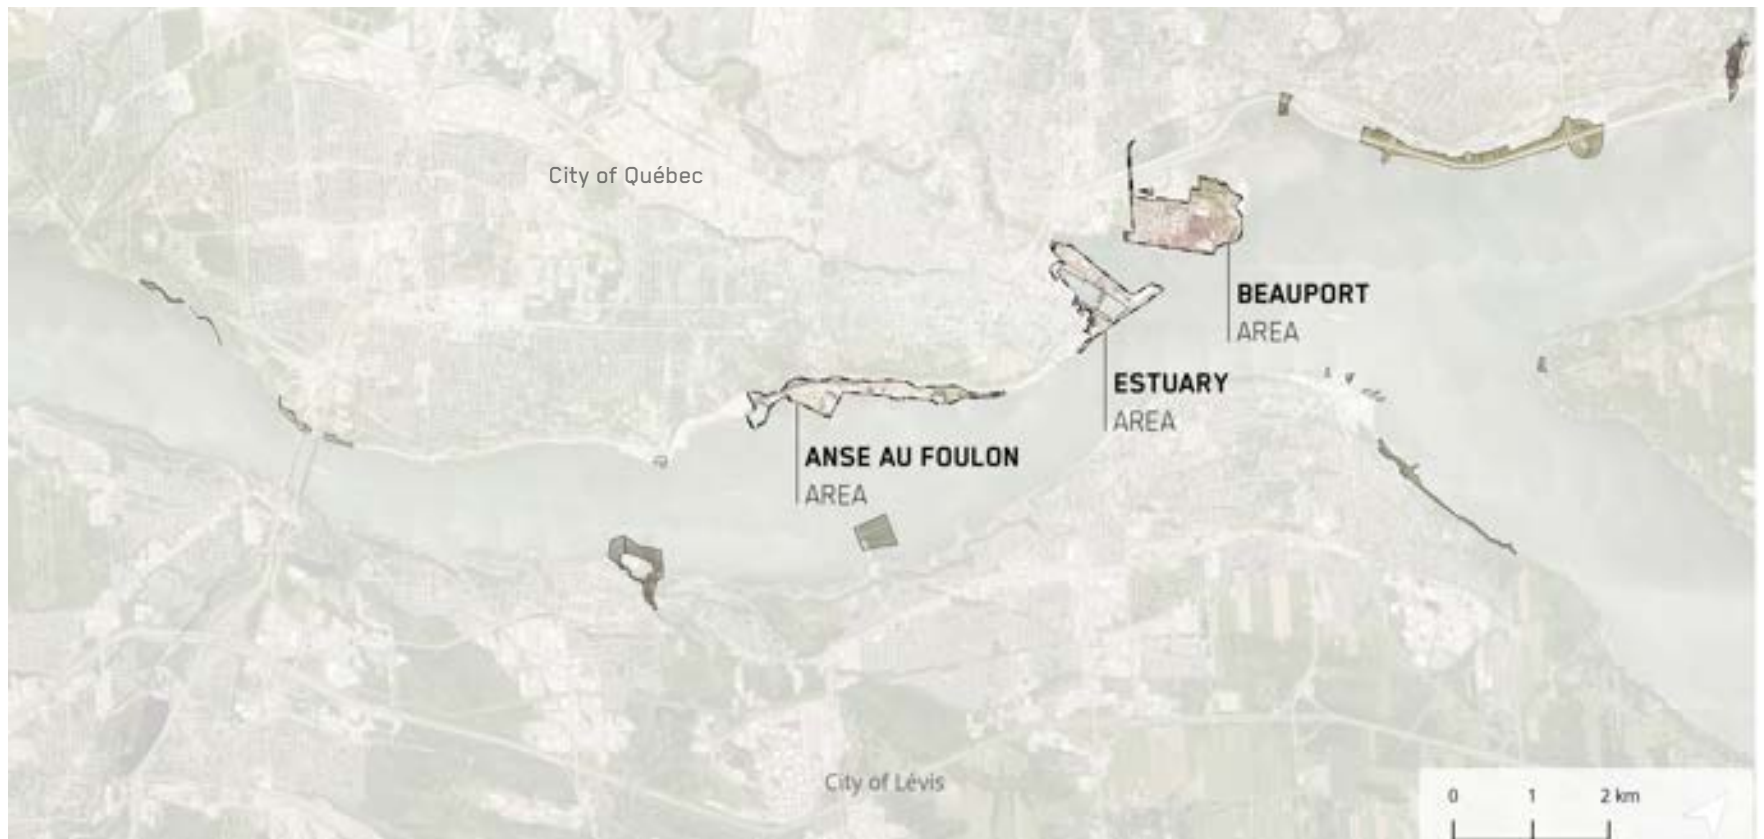 City of Québec
BEAUPORT
AREA
ESTUARY
AREA
ANSE AU FOULON
AREA
City of Lévis
0 1 2 km